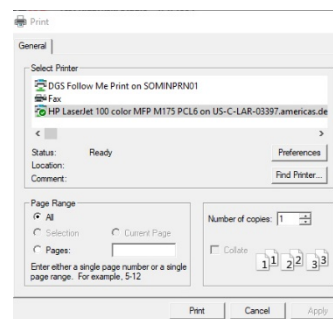 Print
General
Select Printer
DGS Follow Me Print on SOMINPRN01
Fax
HP LaserJet 100 color MFP M175 PCL6 on US-C-LAR-03397.americas.de
Status: Ready
Preferences
Location:
Comment:
Find Printer...
Page Range
All
Selection Current Page
Pages:
Enter either a single page number or a single
page range. For example, 5-12
Number of copies: 1
Collate
1 1 2 2 3 3
Print Cancel Apply